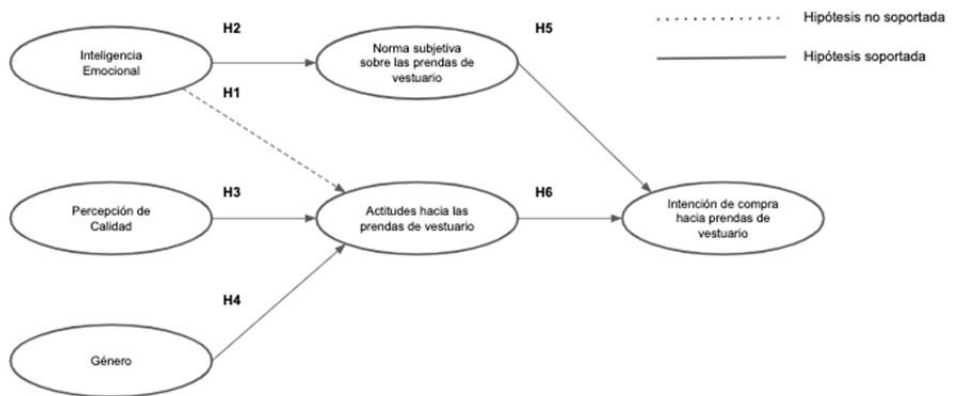 H2
H5
Hipótesis no soportada
Hipótesis soportada
Inteligencia
Emocional
Norma subjetiva
sobre las prendas de
vestuario
H1
H3
H6
Percepción de
Calidad
Actitudes hacia las
prendas de vestuario
Intención de compra
hacia prendas de
vestuario
H4
Género